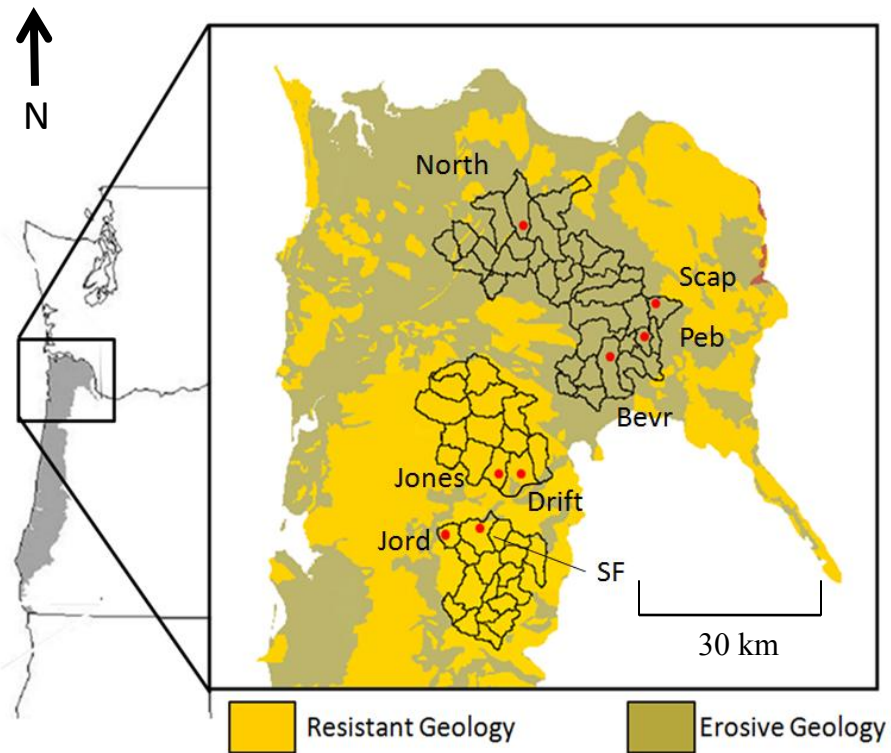 N
North
Scap
Peb
Bevr
Jones
Drift
Jord
SF
30 km
Resistant Geology
Erosive Geology